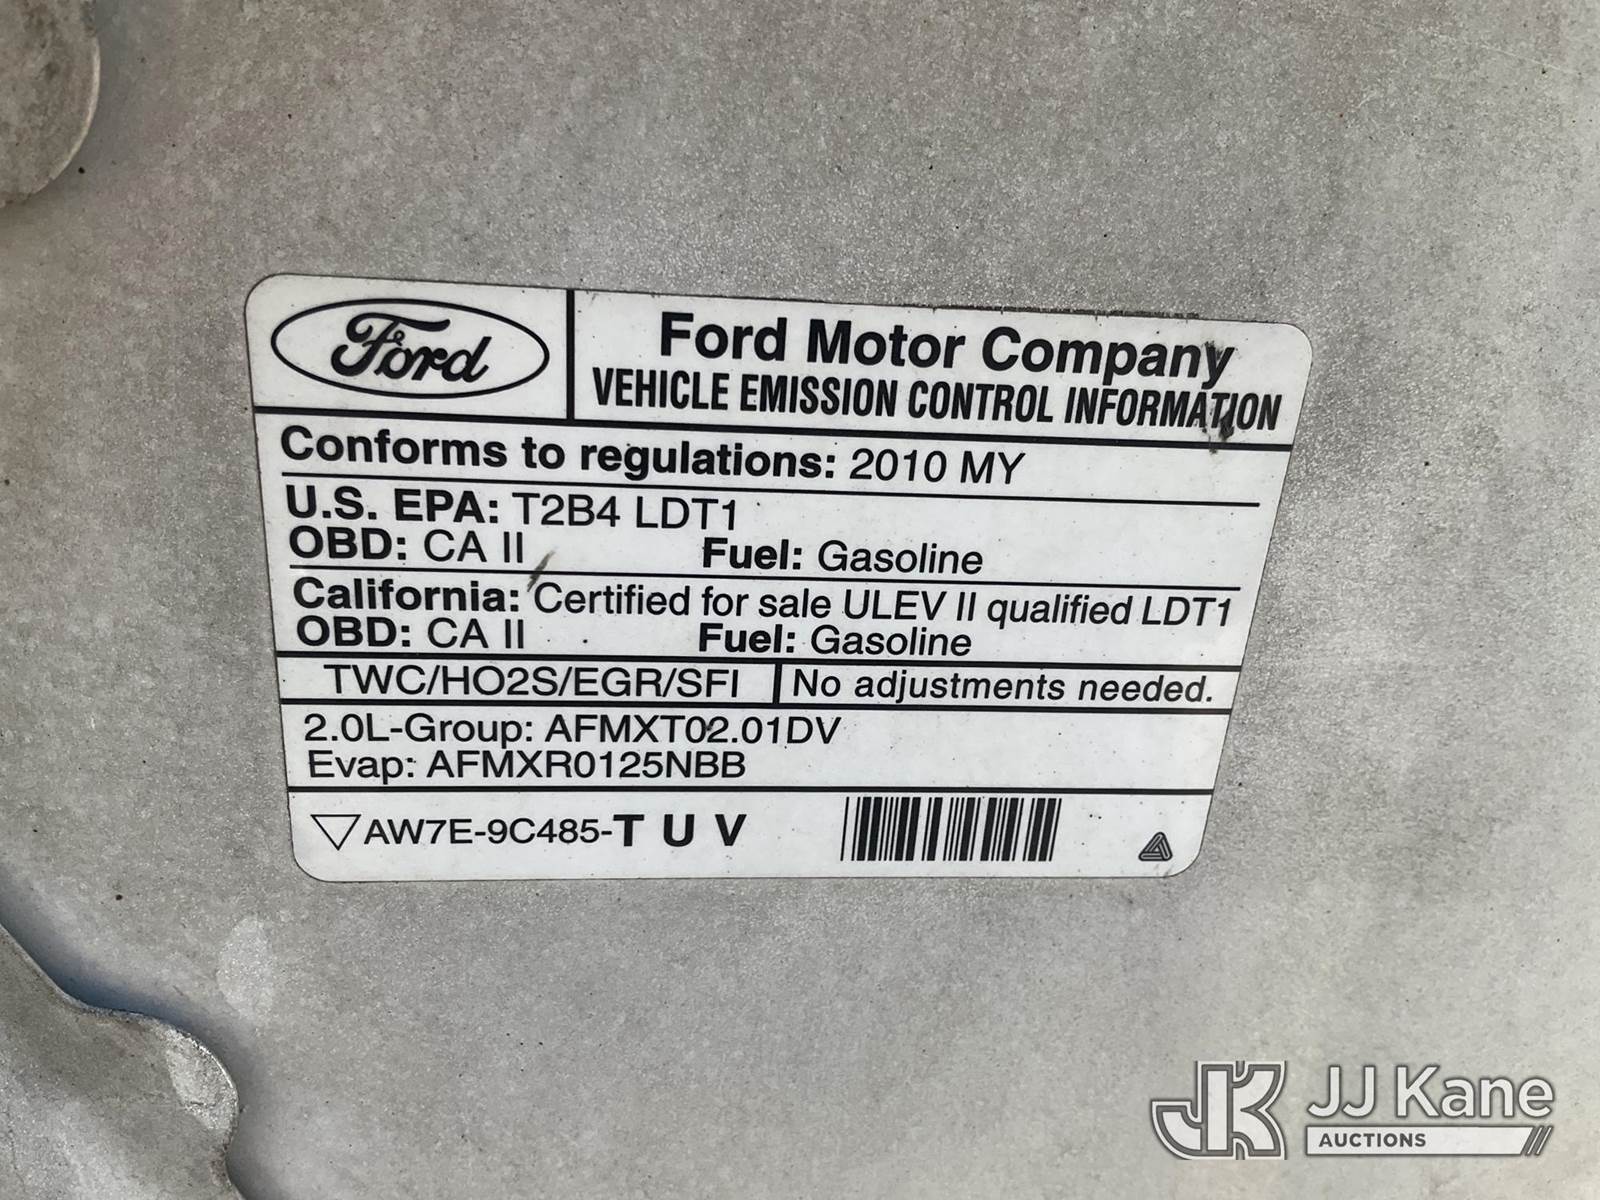 Ford
Ford Motor Company
VEHICLE EMISSION CONTROL INFORMATION
Conforms to regulations: 2010 MY
U.S. EPA: T2B4 LDT1
OBD: CA II Fuel: Gasoline
California: Certified for sale ULEV II qualified LDT1
OBD: CA II Fuel: Gasoline
TWC/HO2S/EGR/SFI No adjustments needed.
2.0L-Group: AFMXT02.01DV
Evap: AFMXR0125NBB
AW7E-9C485-T U V
JK JJ Kane
AUCTIONS